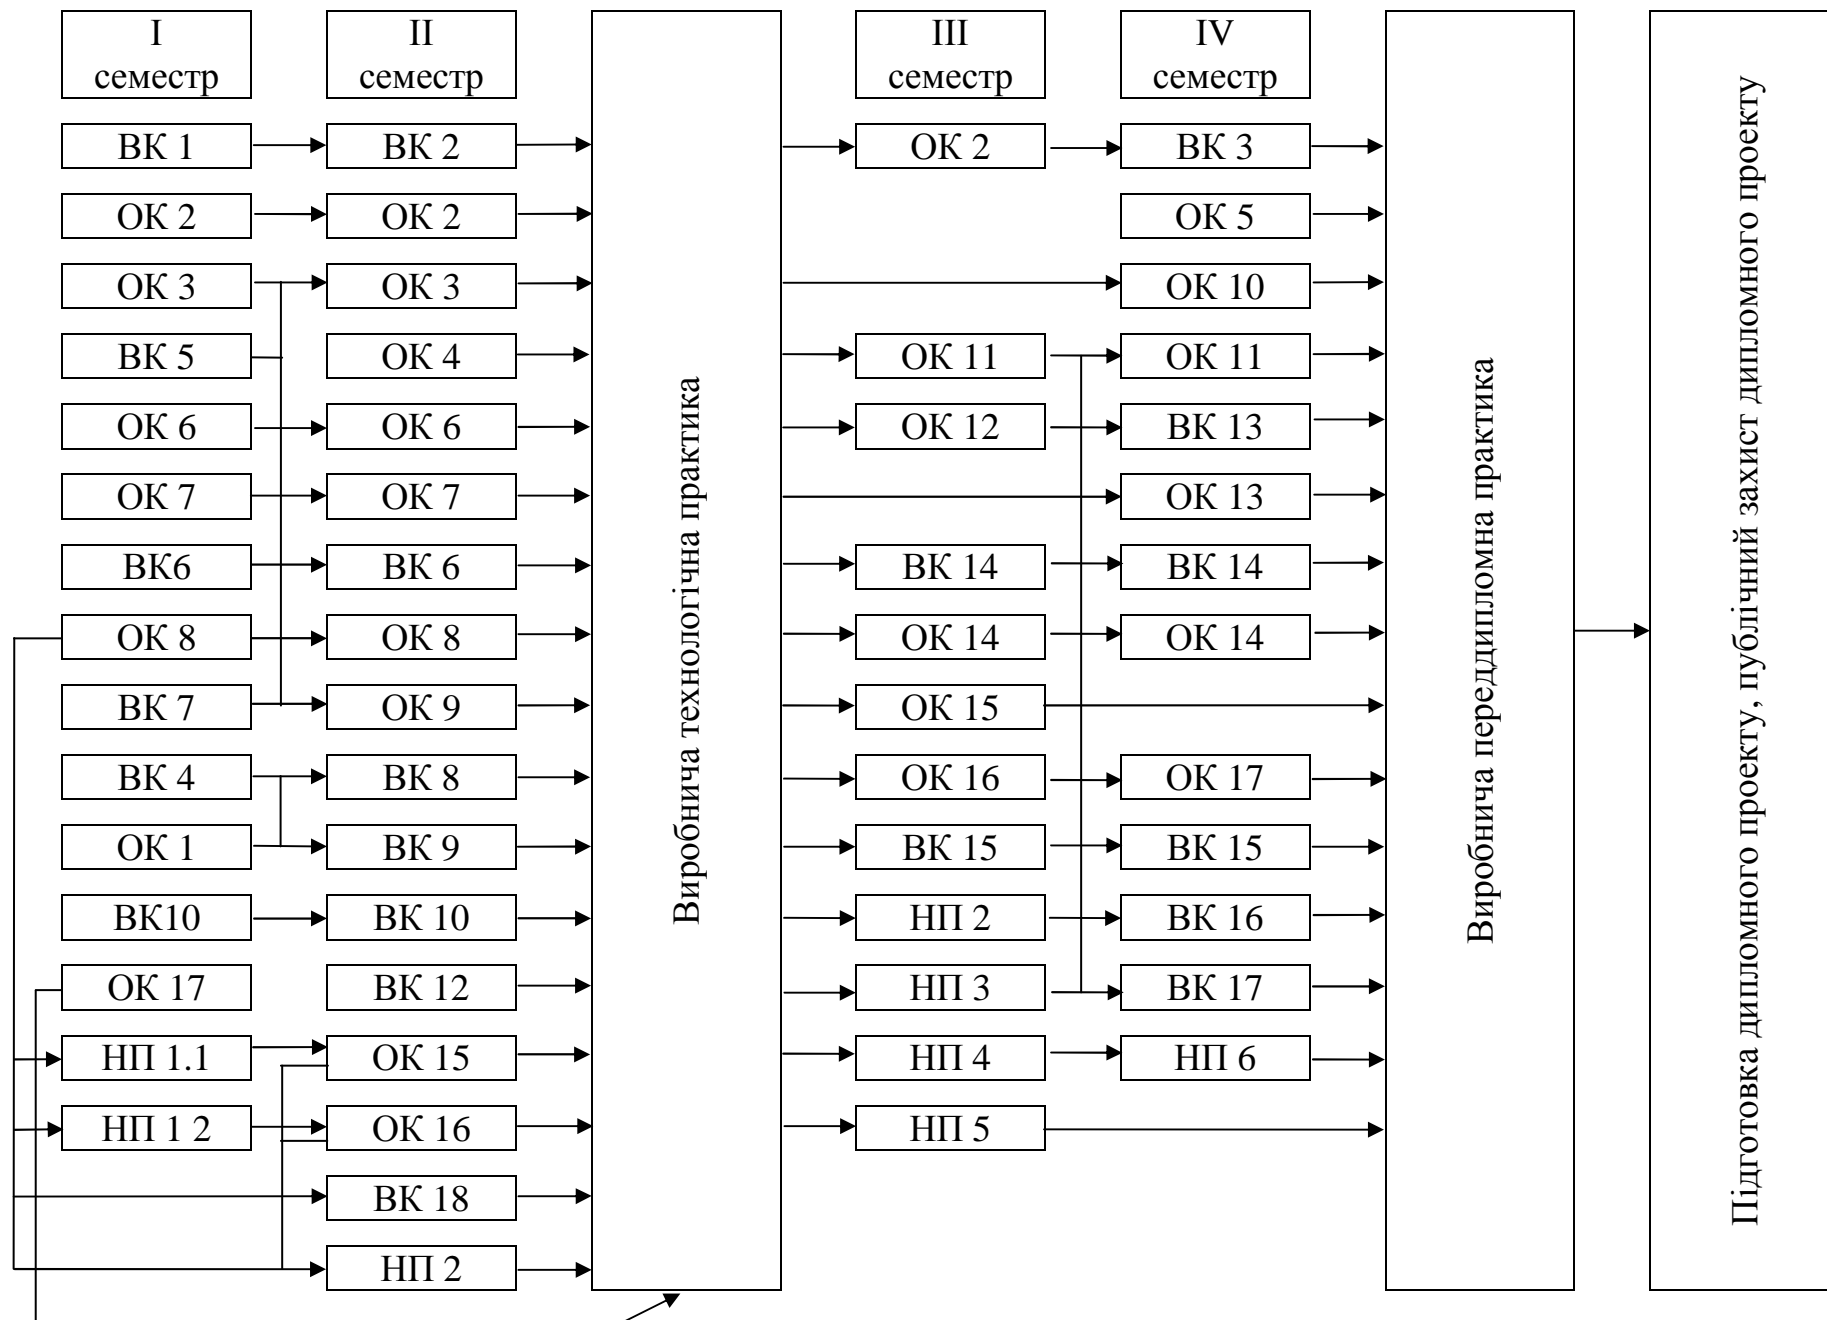 I
семестр
II
семестр
III
семестр
IV
семестр
ВК 1
ВК 2
ОК 2
ВК 3
ОК 2
ОК 2
ОК 5
ОК 3
ОК 3
ОК 10
ВК 5
ОК 4
ОК 11
ОК 11
ОК 6
ОК 6
ОК 12
ВК 13
ОК 7
ОК 7
ОК 13
ВК6
ВК 6
ВК 14
ВК 14
ОК 8
ОК 8
ОК 14
ОК 14
ВК 7
ОК 9
ОК 15
ВК 4
ВК 8
ОК 16
ОК 17
ОК 1
ВК 9
ВК 15
ВК 15
ВК10
ВК 10
НП 2
ВК 16
ОК 17
ВК 12
НП 3
ВК 17
НП 1.1
ОК 15
НП 4
НП 6
НП 1 2
ОК 16
НП 5
ВК 18
НП 2
Виробнича технологічна практика
Виробнича переддипломна практика
Підготовка дипломного проекту, публічний захист дипломного проекту